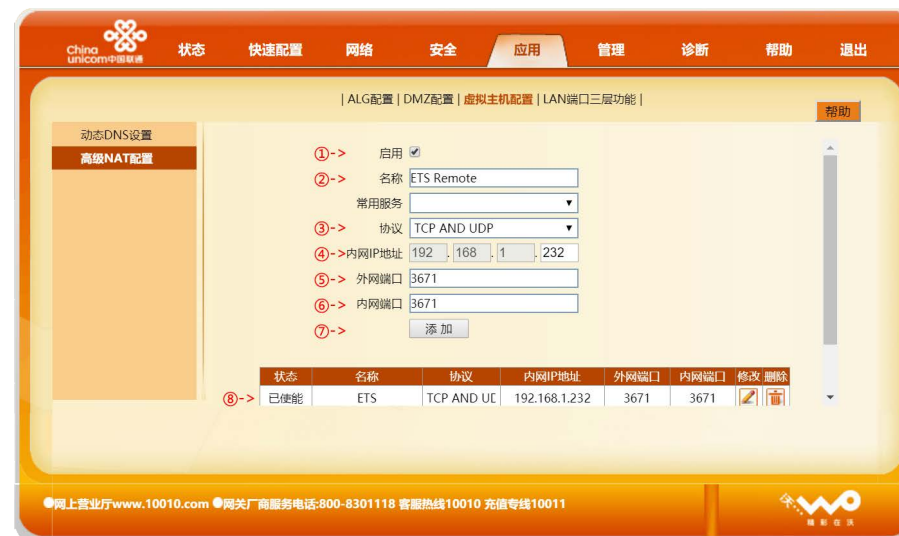 China unicom中国联通
状态 快速配置 网络 安全 应用 管理 诊断 帮助 退出
| ALG配置 | DMZ配置 | 虚拟主机配置 | LAN端口三层功能 |
帮助
动态DNS设置
高级NAT配置
①-> 启用
②-> 名称 ETS Remote
常用服务
③-> 协议 TCP AND UDP
④->内网IP地址 192 . 168 . 1 . 232
⑤-> 外网端口 3671
⑥-> 内网端口 3671
⑦-> 添 加
状态 名称 协议 内网IP地址 外网端口 内网端口 修改 删除
⑧-> 已使能 ETS TCP AND UD 192.168.1.232 3671 3671
网上营业厅www.10010.com 网关厂商服务电话:800-8301118 客服热线10010 充值专线10011
精彩在沃